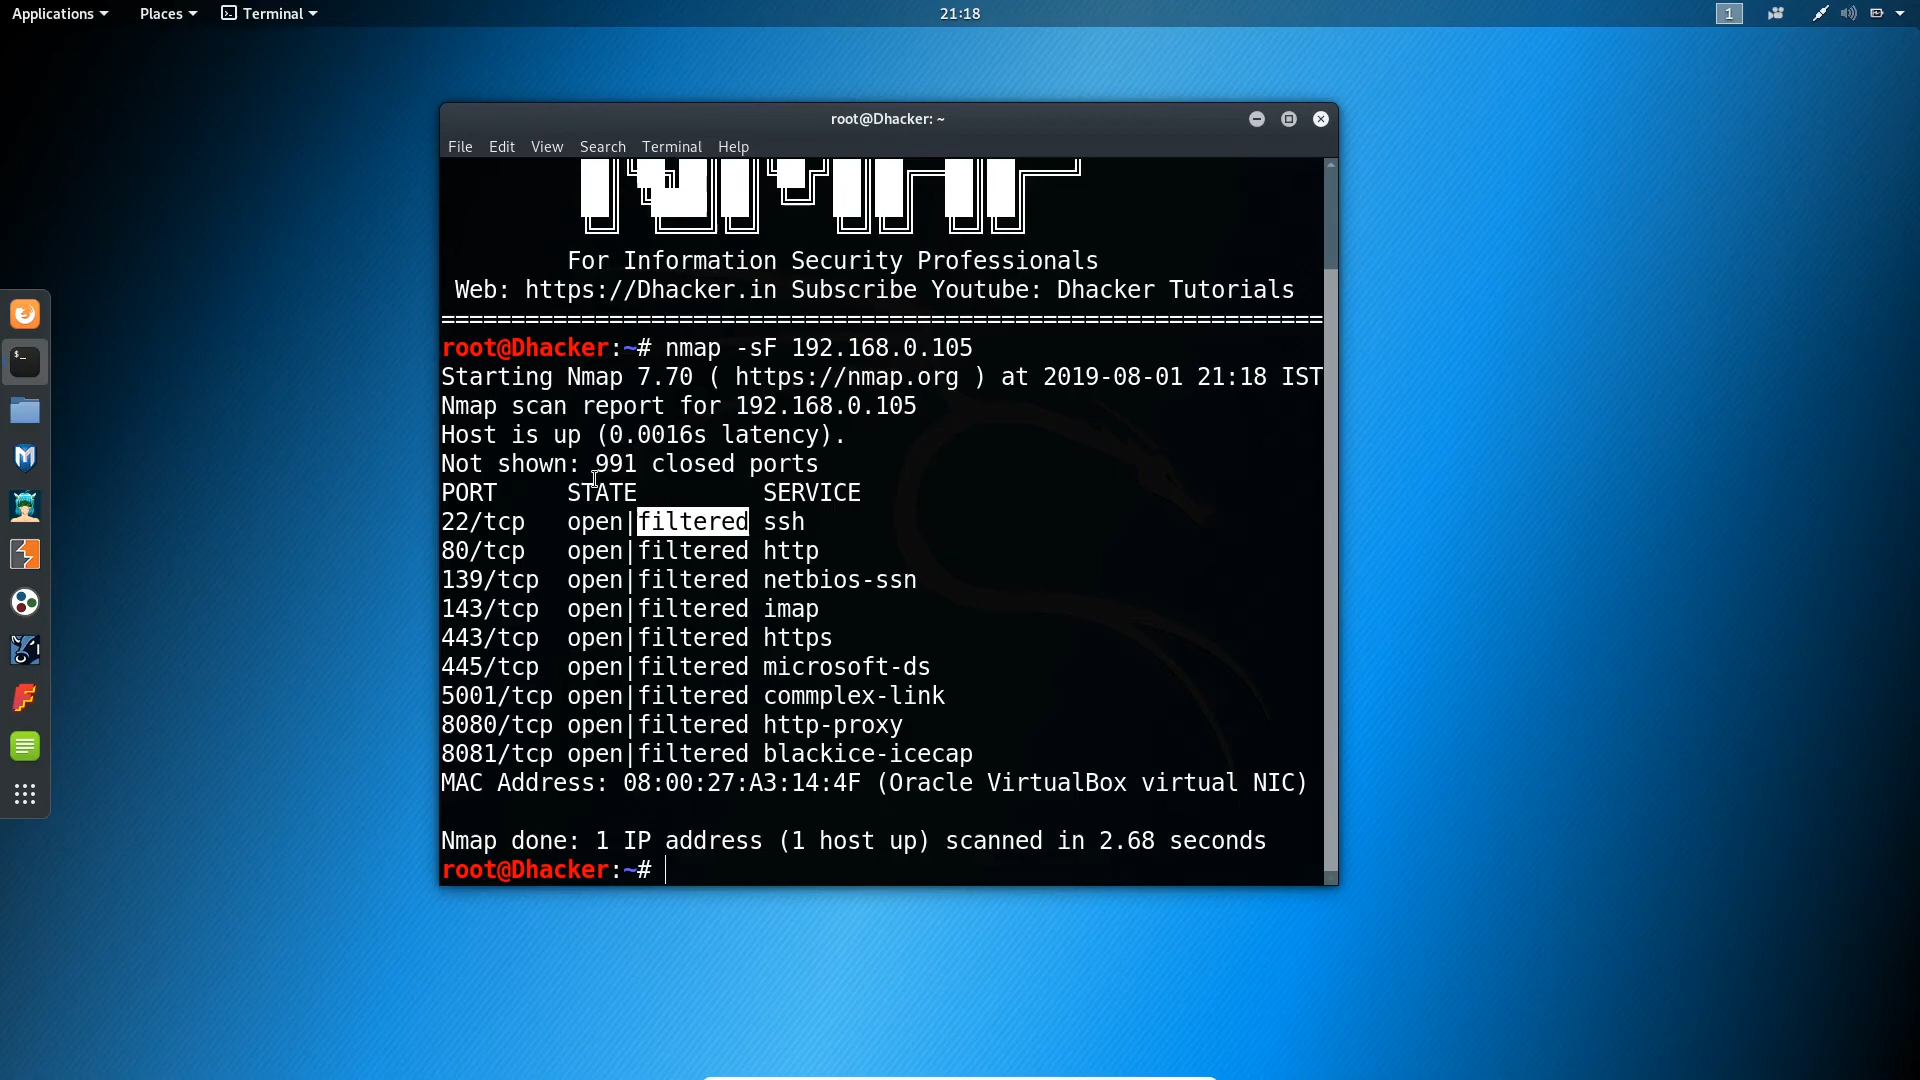 Applications Places Terminal 21:18 1
root@Dhacker: ~
File Edit View Search Terminal Help
For Information Security Professionals
Web: https://Dhacker.in Subscribe Youtube: Dhacker Tutorials
===============================================================
root@Dhacker:~# nmap -sF 192.168.0.105
Starting Nmap 7.70 ( https://nmap.org ) at 2019-08-01 21:18 IST
Nmap scan report for 192.168.0.105
Host is up (0.0016s latency).
Not shown: 991 closed ports
PORT     STATE         SERVICE
22/tcp   open|filtered ssh
80/tcp   open|filtered http
139/tcp  open|filtered netbios-ssn
143/tcp  open|filtered imap
443/tcp  open|filtered https
445/tcp  open|filtered microsoft-ds
5001/tcp open|filtered commplex-link
8080/tcp open|filtered http-proxy
8081/tcp open|filtered blackice-icecap
MAC Address: 08:00:27:A3:14:4F (Oracle VirtualBox virtual NIC)
Nmap done: 1 IP address (1 host up) scanned in 2.68 seconds
root@Dhacker:~#